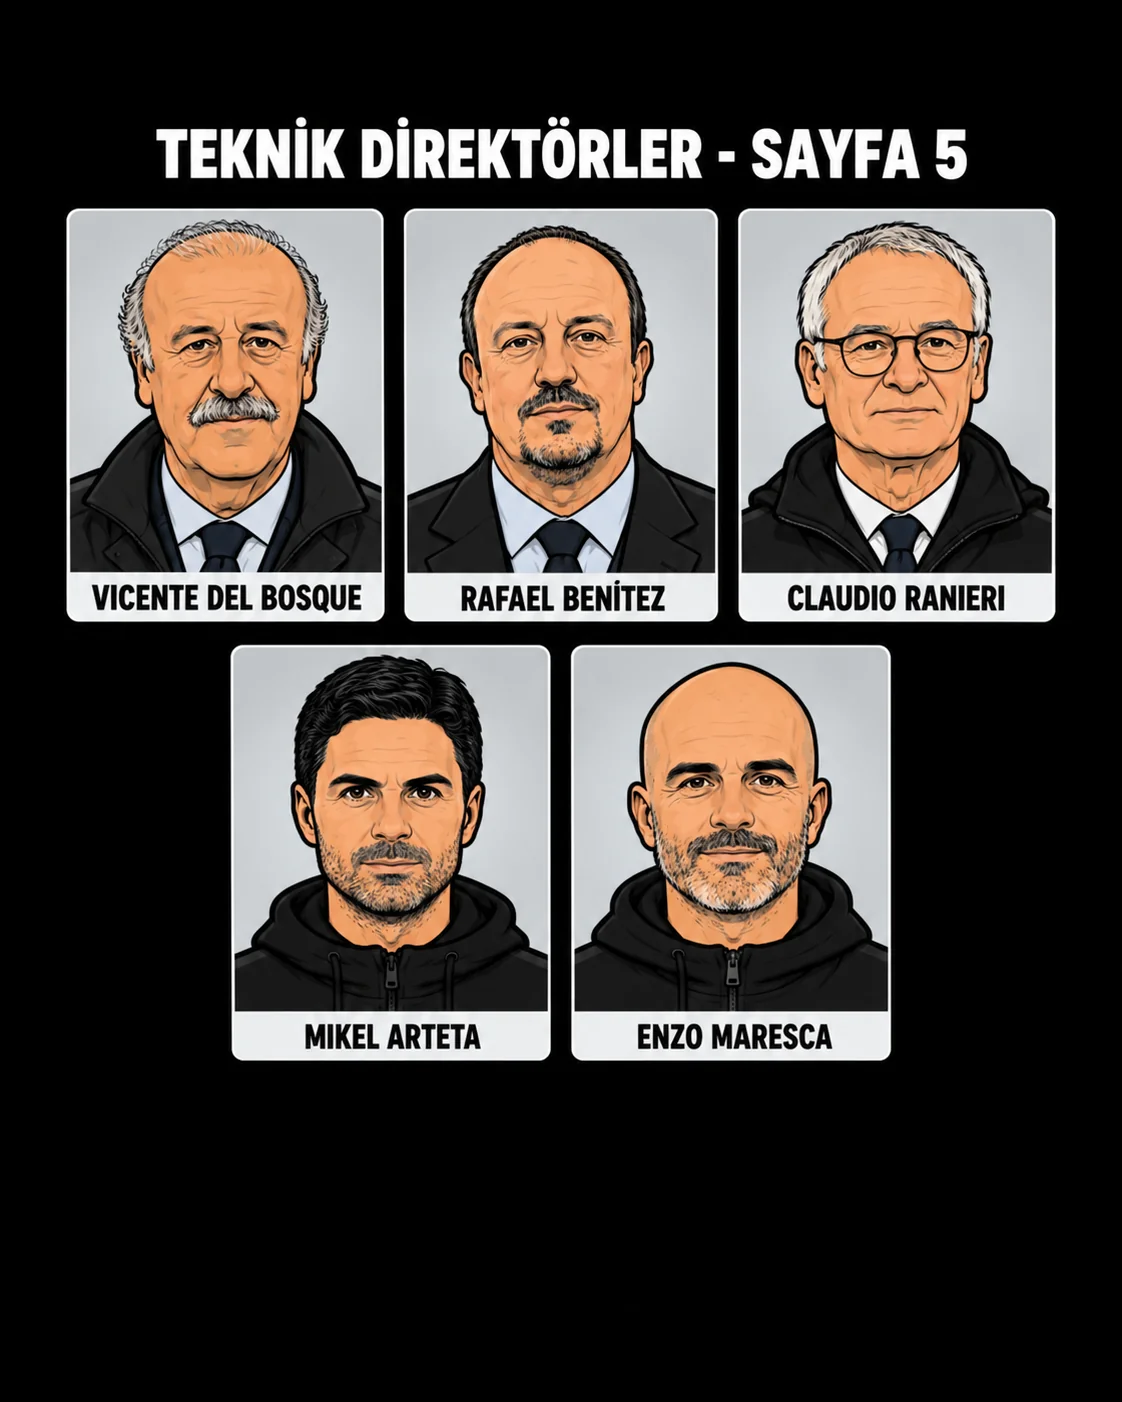 TEKNİK DİREKTÖRLER - SAYFA 5
VICENTE DEL BOSQUE
RAFAEL BENİTEZ
CLAUDIO RANIERI
MIKEL ARTETA
ENZO MARESCA